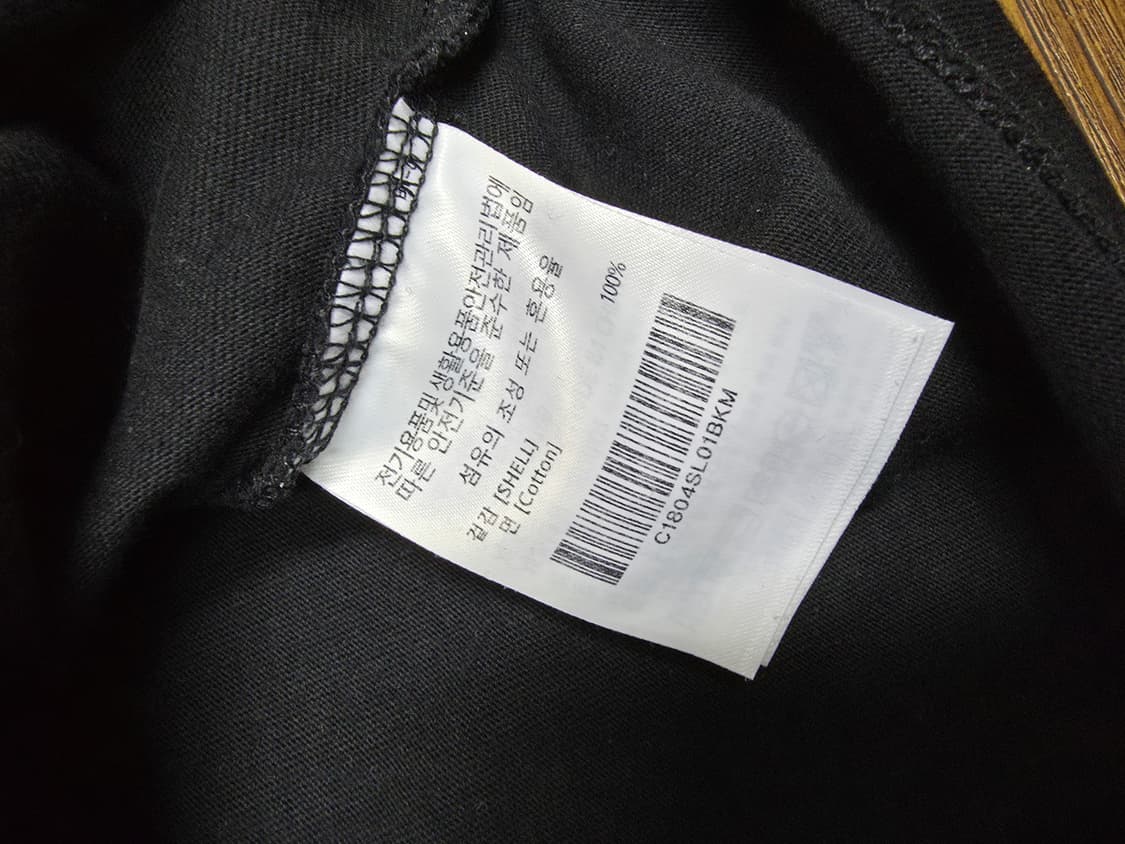 전기용품및생활용품안전관리법에
따른 안전기준을 준수한 제품임
섬유의 조성 또는 혼용율
겉감 [SHELL]
면 [Cotton] 100%
C1804SL01BKM